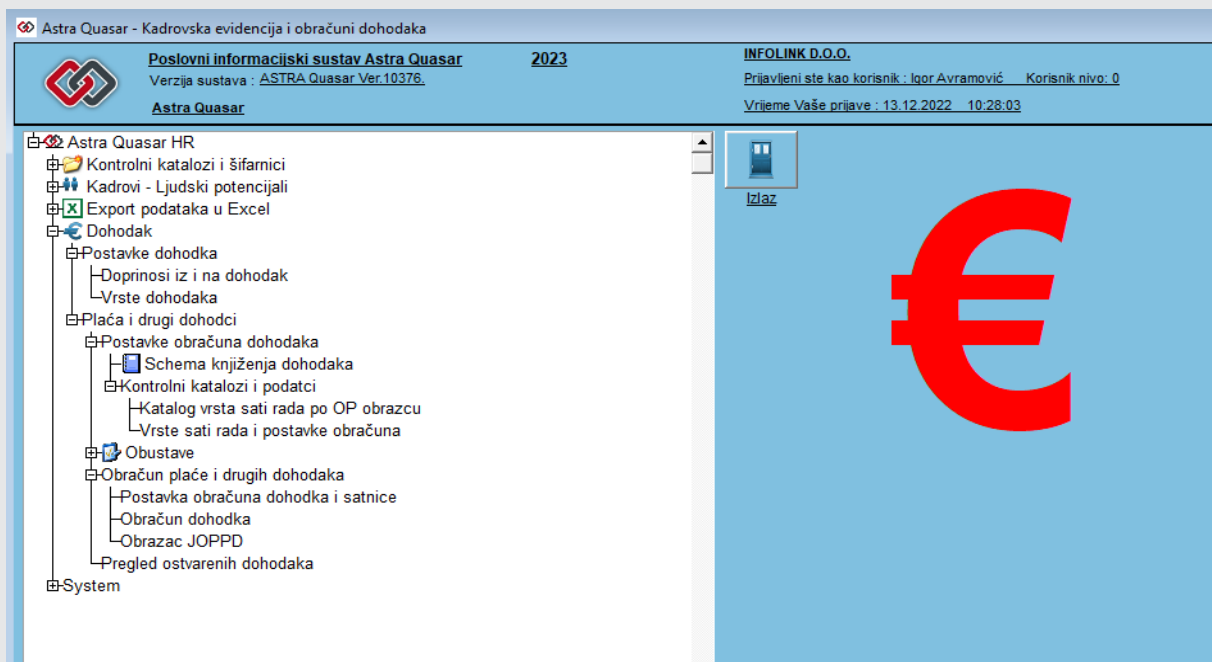 Astra Quasar - Kadrovska evidencija i obračuni dohodaka
Poslovni informacijski sustav Astra Quasar 2023
Verzija sustava : ASTRA Quasar Ver.10376.
Astra Quasar
INFOLINK D.O.O.
Prijavljeni ste kao korisnik : Igor Avramović Korisnik nivo: 0
Vrijeme Vaše prijave : 13.12.2022 10:28:03
Astra Quasar HR
Kontrolni katalozi i šifarnici
Kadrovi - Ljudski potencijali
Export podataka u Excel
Dohodak
Postavke dohodka
Doprinosi iz i na dohodak
Vrste dohodaka
Plaća i drugi dohodci
Postavke obračuna dohodaka
Schema knjiženja dohodaka
Kontrolni katalozi i podatci
Katalog vrsta sati rada po OP obrazcu
Vrste sati rada i postavke obračuna
Obustave
Obračun plaće i drugih dohodaka
Postavka obračuna dohodka i satnice
Obračun dohodka
Obrazac JOPPD
Pregled ostvarenih dohodaka
System
Izlaz
€